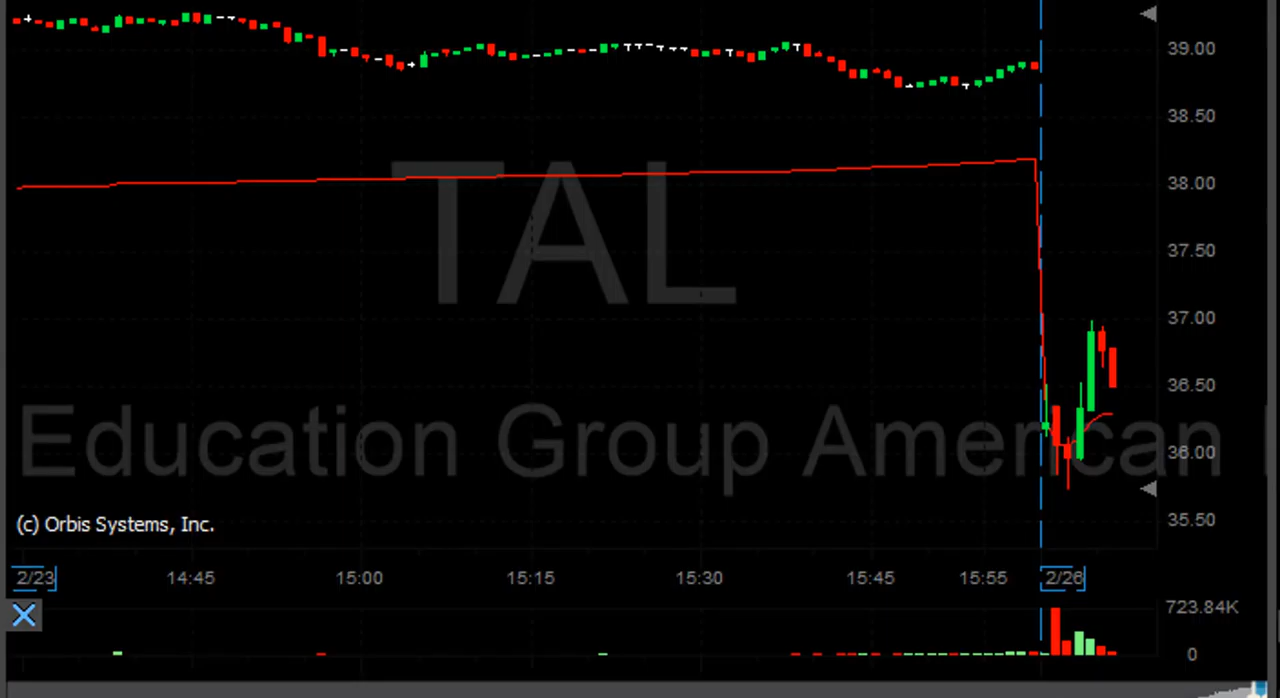 39.00
38.50
TAL
38.00
37.50
37.00
36.50
Education Group American
36.00
35.50
(c) Orbis Systems, Inc.
2/23 14:45 15:00 15:15 15:30 15:45 15:55 2/26
723.84K
0